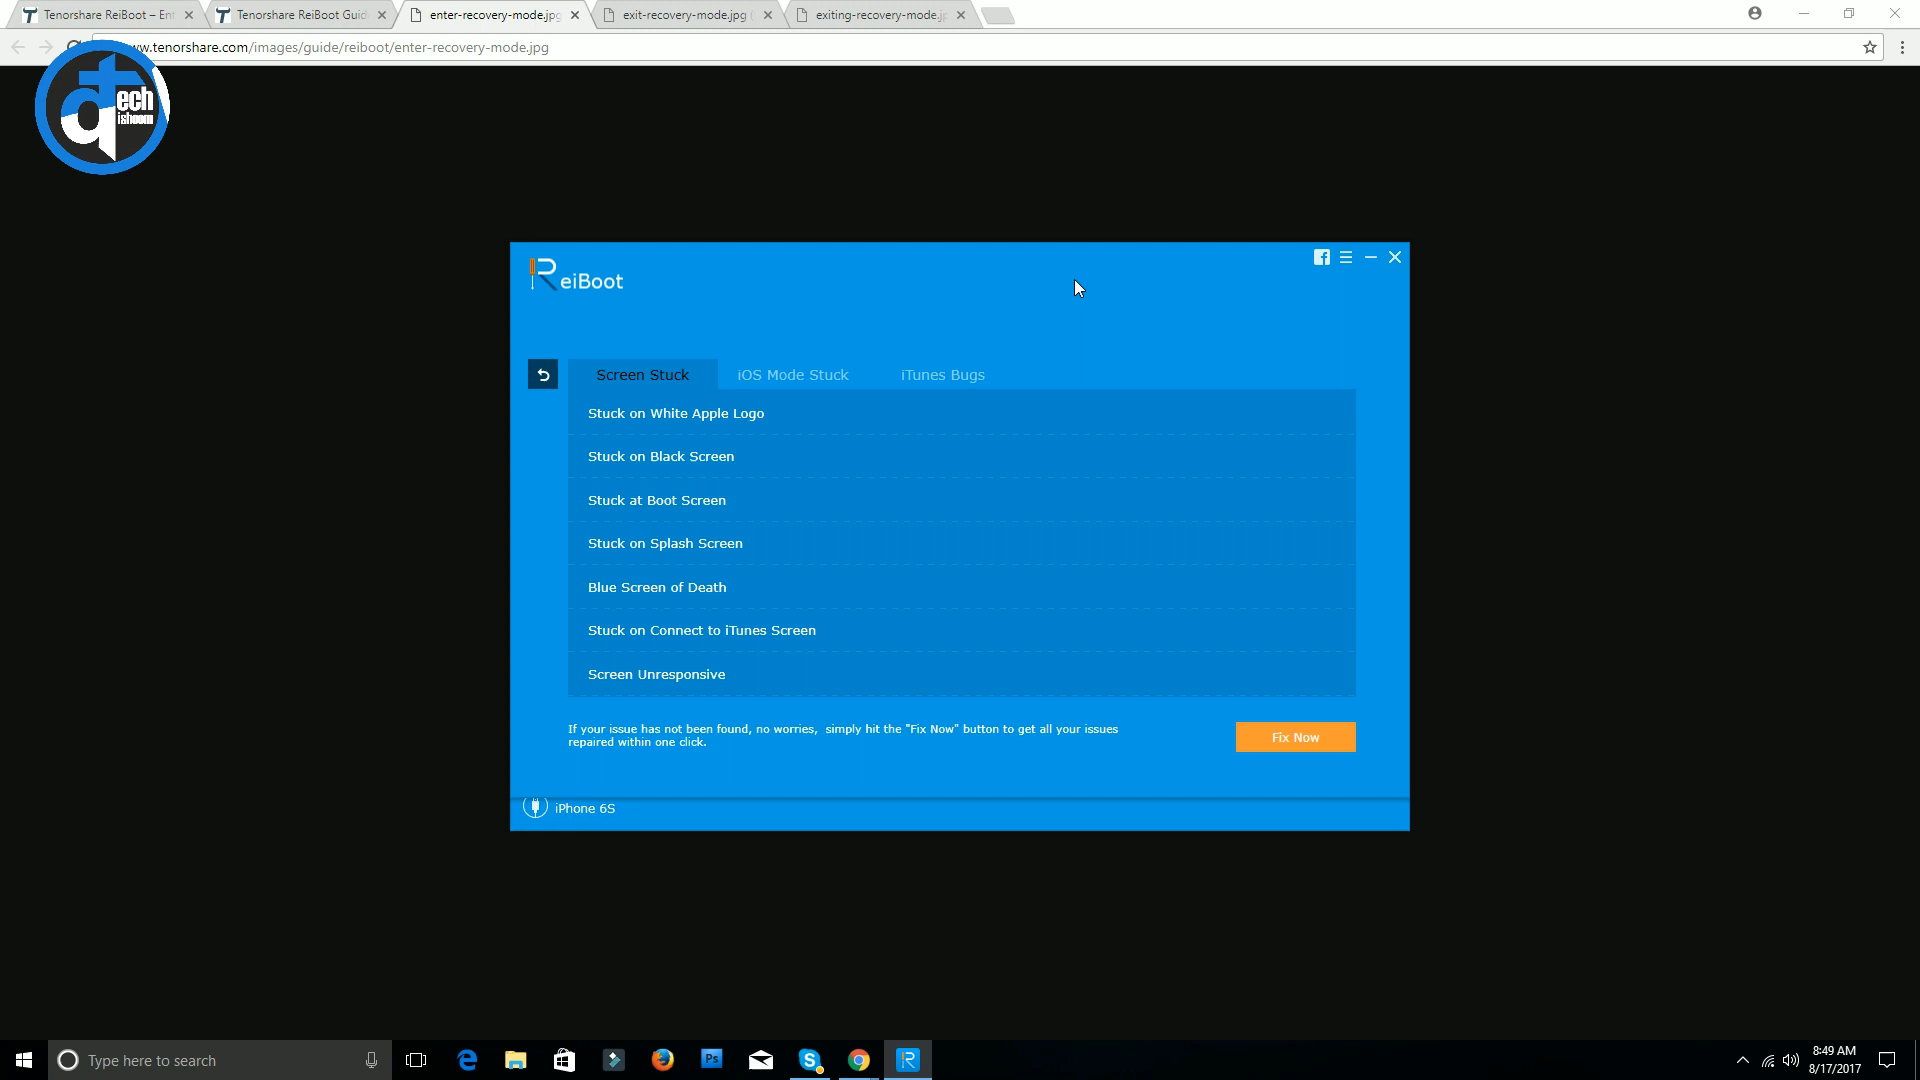 Tenorshare ReiBoot – Ent
Tenorshare ReiBoot Guid
enter-recovery-mode.jpg
exit-recovery-mode.jpg (
exiting-recovery-mode.j
w.tenorshare.com/images/guide/reiboot/enter-recovery-mode.jpg
Tech
ishoom
ReiBoot
Screen Stuck
iOS Mode Stuck
iTunes Bugs
Stuck on White Apple Logo
Stuck on Black Screen
Stuck at Boot Screen
Stuck on Splash Screen
Blue Screen of Death
Stuck on Connect to iTunes Screen
Screen Unresponsive
If your issue has not been found, no worries, simply hit the "Fix Now" button to get all your issues
repaired within one click.
Fix Now
iPhone 6S
Type here to search
Ps
8:49 AM
8/17/2017